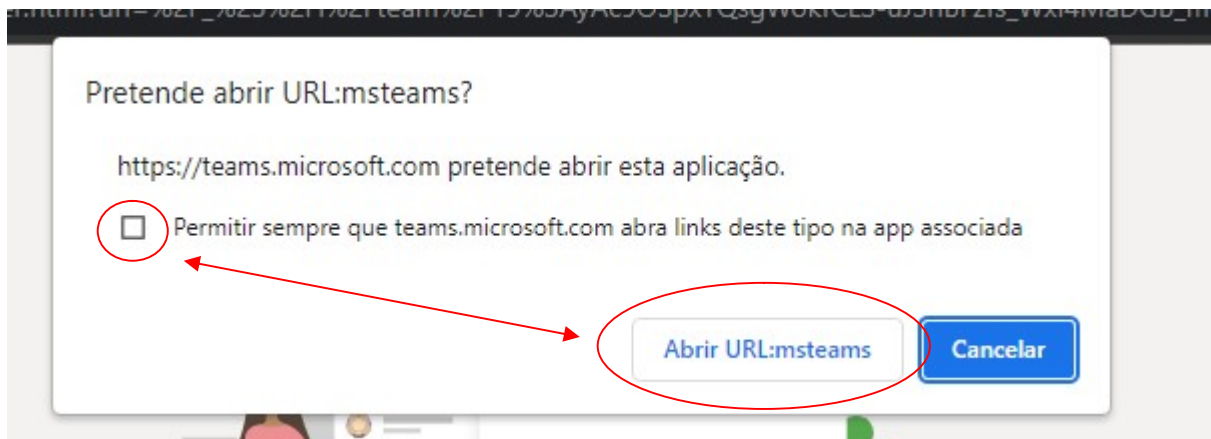 Pretende abrir URL:msteams?
https://teams.microsoft.com pretende abrir esta aplicação.
Permitir sempre que teams.microsoft.com abra links deste tipo na app associada
Abrir URL:msteams
Cancelar